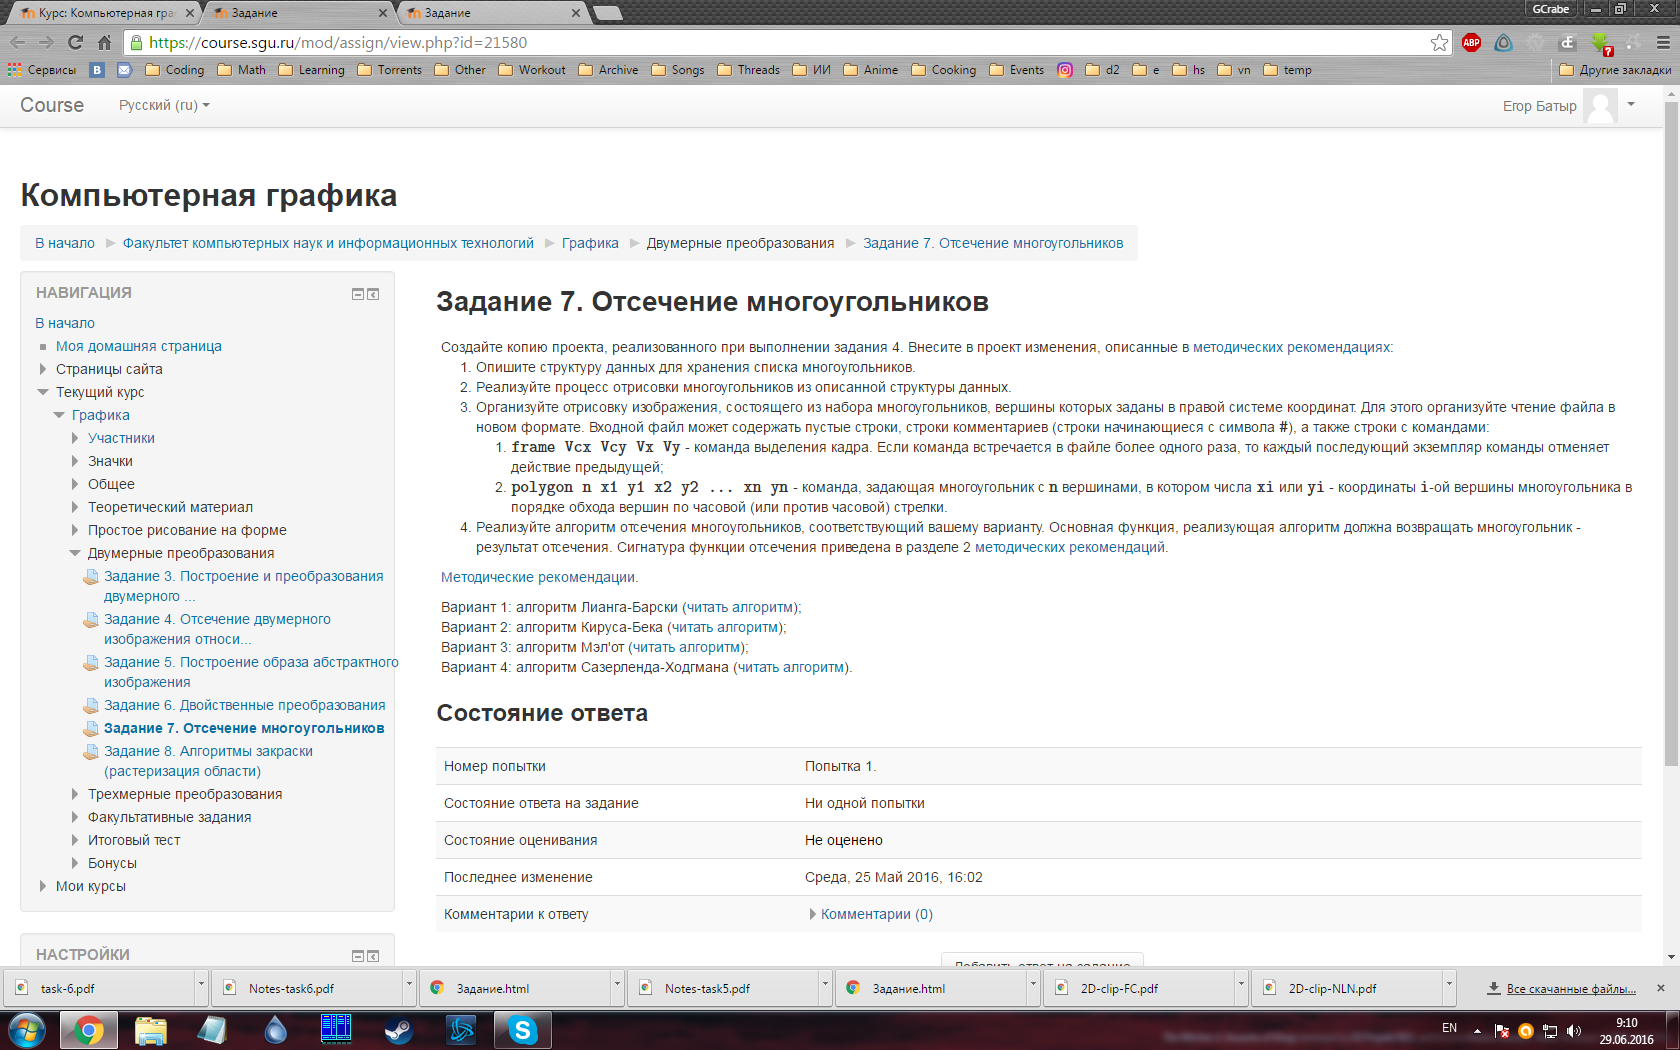 Курс: Компьютерная гра
Задание
Задание
GCrabe
https://course.sgu.ru/mod/assign/view.php?id=21580
Сервисы Coding Math Learning Torrents Other Workout Archive Songs Threads ИИ Anime Cooking Events d2 e hs vn temp Другие закладки
Course Русский (ru) Егор Батыр
Компьютерная графика
В начало Факультет компьютерных наук и информационных технологий Графика Двумерные преобразования Задание 7. Отсечение многоугольников
НАВИГАЦИЯ
В начало
Моя домашняя страница
Страницы сайта
Текущий курс
Графика
Участники
Значки
Общее
Теоретический материал
Простое рисование на форме
Двумерные преобразования
Задание 3. Построение и преобразования
двумерного ...
Задание 4. Отсечение двумерного
изображения относи...
Задание 5. Построение образа абстрактного
изображения
Задание 6. Двойственные преобразования
Задание 7. Отсечение многоугольников
Задание 8. Алгоритмы закраски
(растеризация области)
Трехмерные преобразования
Факультативные задания
Итоговый тест
Бонусы
Мои курсы
НАСТРОЙКИ
Задание 7. Отсечение многоугольников
Создайте копию проекта, реализованного при выполнении задания 4. Внесите в проект изменения, описанные в методических рекомендациях:
1. Опишите структуру данных для хранения списка многоугольников.
2. Реализуйте процесс отрисовки многоугольников из описанной структуры данных.
3. Организуйте отрисовку изображения, состоящего из набора многоугольников, вершины которых заданы в правой системе координат. Для этого организуйте чтение файла в
новом формате. Входной файл может содержать пустые строки, строки комментариев (строки начинающиеся с символа #), а также строки с командами:
1. frame Vcx Vcy Vx Vy - команда выделения кадра. Если команда встречается в файле более одного раза, то каждый последующий экземпляр команды отменяет
действие предыдущей;
2. polygon n x1 y1 x2 y2 ... xn yn - команда, задающая многоугольник с n вершинами, в котором числа xi или yi - координаты i-ой вершины многоугольника в
порядке обхода вершин по часовой (или против часовой) стрелки.
4. Реализуйте алгоритм отсечения многоугольников, соответствующий вашему варианту. Основная функция, реализующая алгоритм должна возвращать многоугольник -
результат отсечения. Сигнатура функции отсечения приведена в разделе 2 методических рекомендаций.
Методические рекомендации.
Вариант 1: алгоритм Лианга-Барски (читать алгоритм);
Вариант 2: алгоритм Кируса-Бека (читать алгоритм);
Вариант 3: алгоритм Мэл'от (читать алгоритм);
Вариант 4: алгоритм Сазерленда-Ходгмана (читать алгоритм).
Состояние ответа
Номер попытки Попытка 1.
Состояние ответа на задание Ни одной попытки
Состояние оценивания Не оценено
Последнее изменение Среда, 25 Май 2016, 16:02
Комментарии к ответу Комментарии (0)
Добавить ответ на задание
task-6.pdf Notes-task6.pdf Задание.html Notes-task5.pdf Задание.html 2D-clip-FC.pdf 2D-clip-NLN.pdf Все скачанные файлы...
EN
9:10
29.06.2016